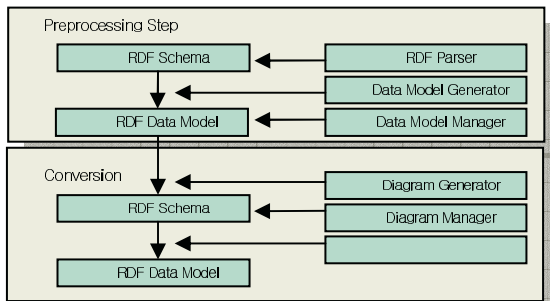 Preprocessing Step
RDF Schema
RDF Parser
Data Model Generator
RDF Data Model
Data Model Manager
Conversion
Diagram Generator
RDF Schema
Diagram Manager
RDF Data Model